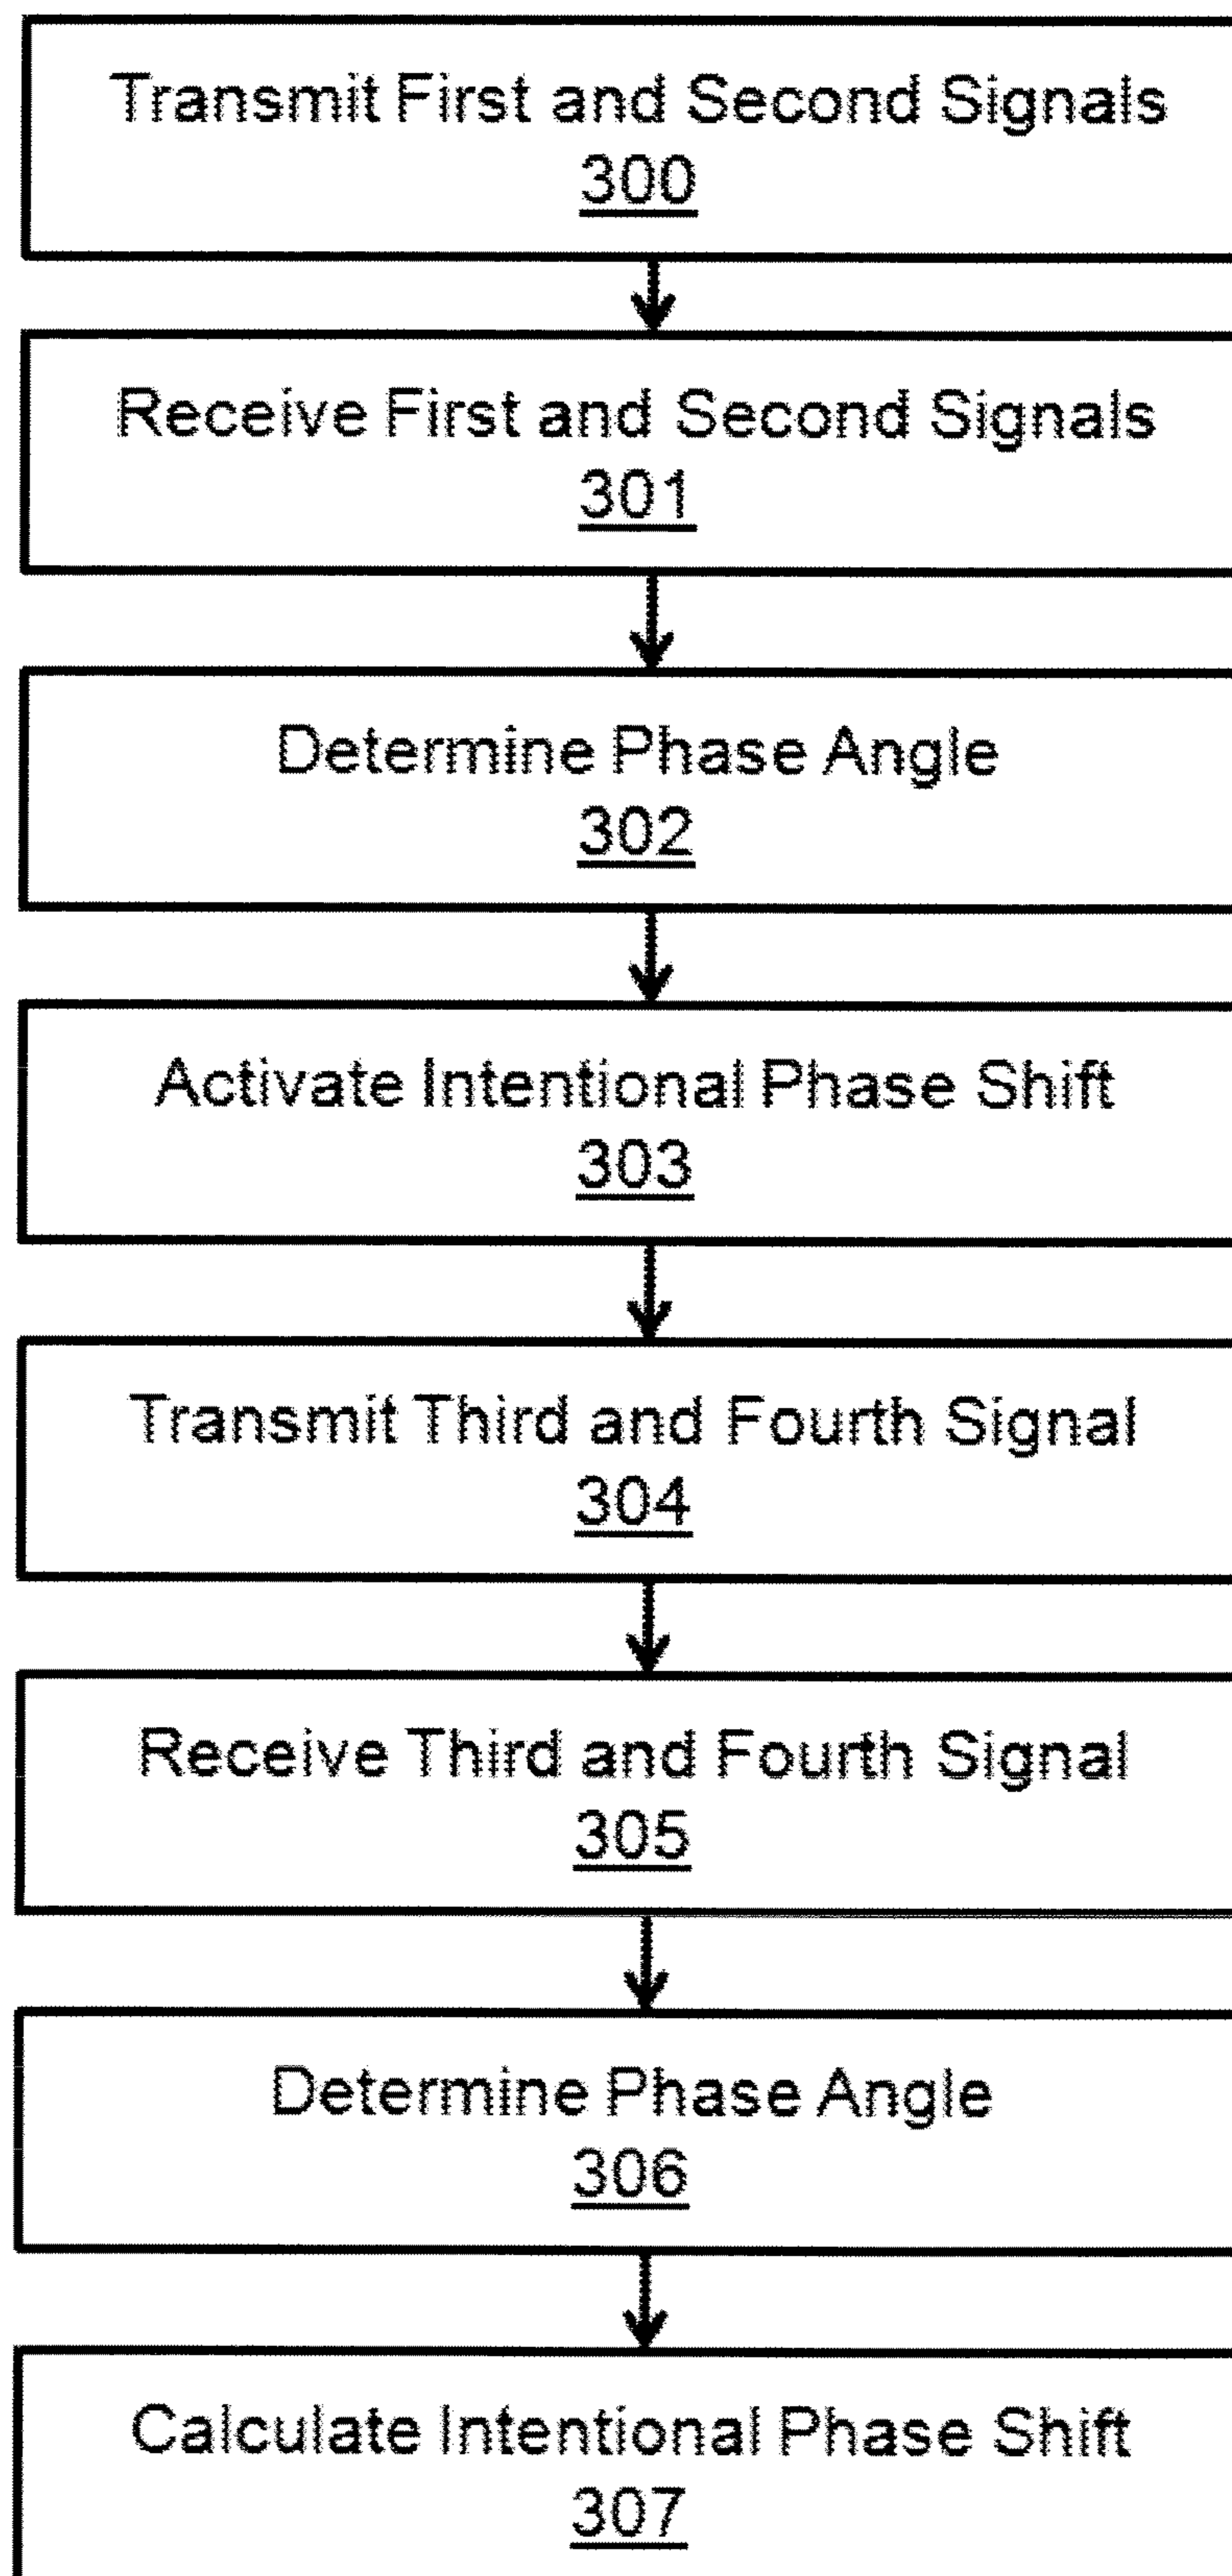 Transmit First and Second Signals
300
Receive First and Second Signals
301
Determine Phase Angle
302
Activate Intentional Phase Shift
303
Transmit Third and Fourth Signal
304
Receive Third and Fourth Signal
305
Determine Phase Angle
306
Calculate Intentional Phase Shift
307